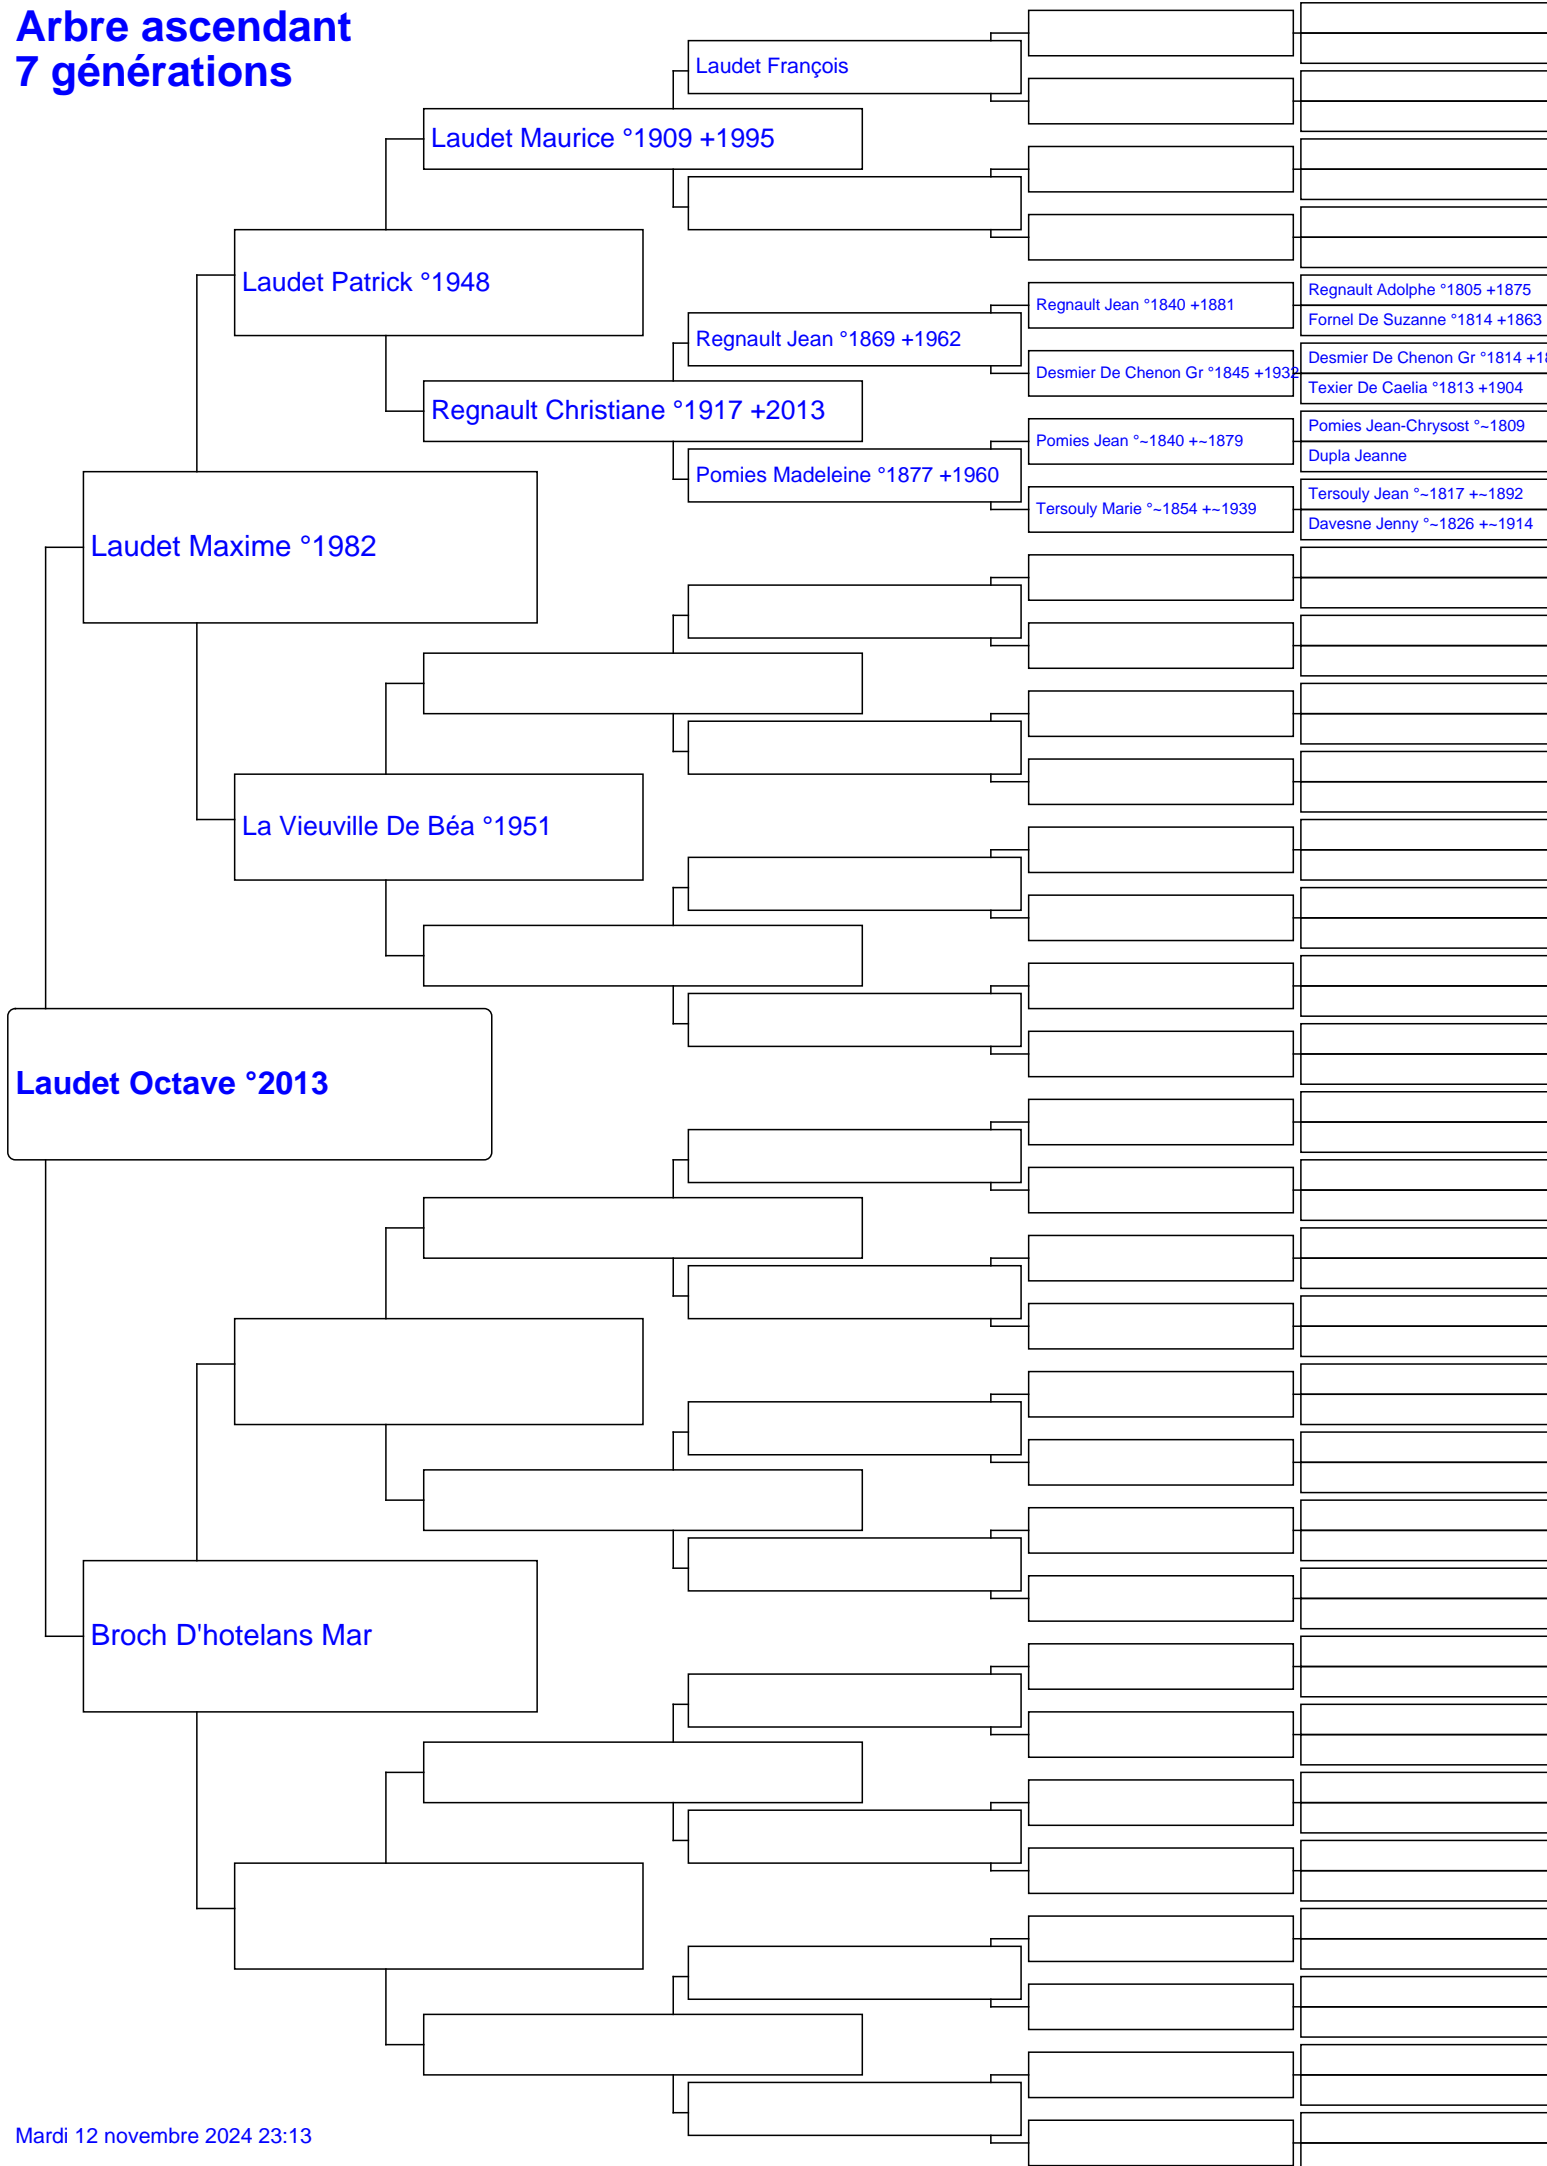 Arbre ascendant
7 générations
Laudet François
Laudet Maurice °1909 +1995
Laudet Patrick °1948
Regnault Adolphe °1805 +1875
Regnault Jean °1840 +1881
Fornel De Suzanne °1814 +1863
Regnault Jean °1869 +1962
Desmier De Chenon Gr °1814 +18
Desmier De Chenon Gr °1845 +1932
Texier De Caelia °1813 +1904
Regnault Christiane °1917 +2013
Pomies Jean-Chrysost °~1809
Pomies Jean °~1840 +~1879
Dupla Jeanne
Pomies Madeleine °1877 +1960
Tersouly Jean °~1817 +~1892
Tersouly Marie °~1854 +~1939
Davesne Jenny °~1826 +~1914
Laudet Maxime °1982
La Vieuville De Béa °1951
Laudet Octave °2013
Broch D'hotelans Mar
Mardi 12 novembre 2024 23:13